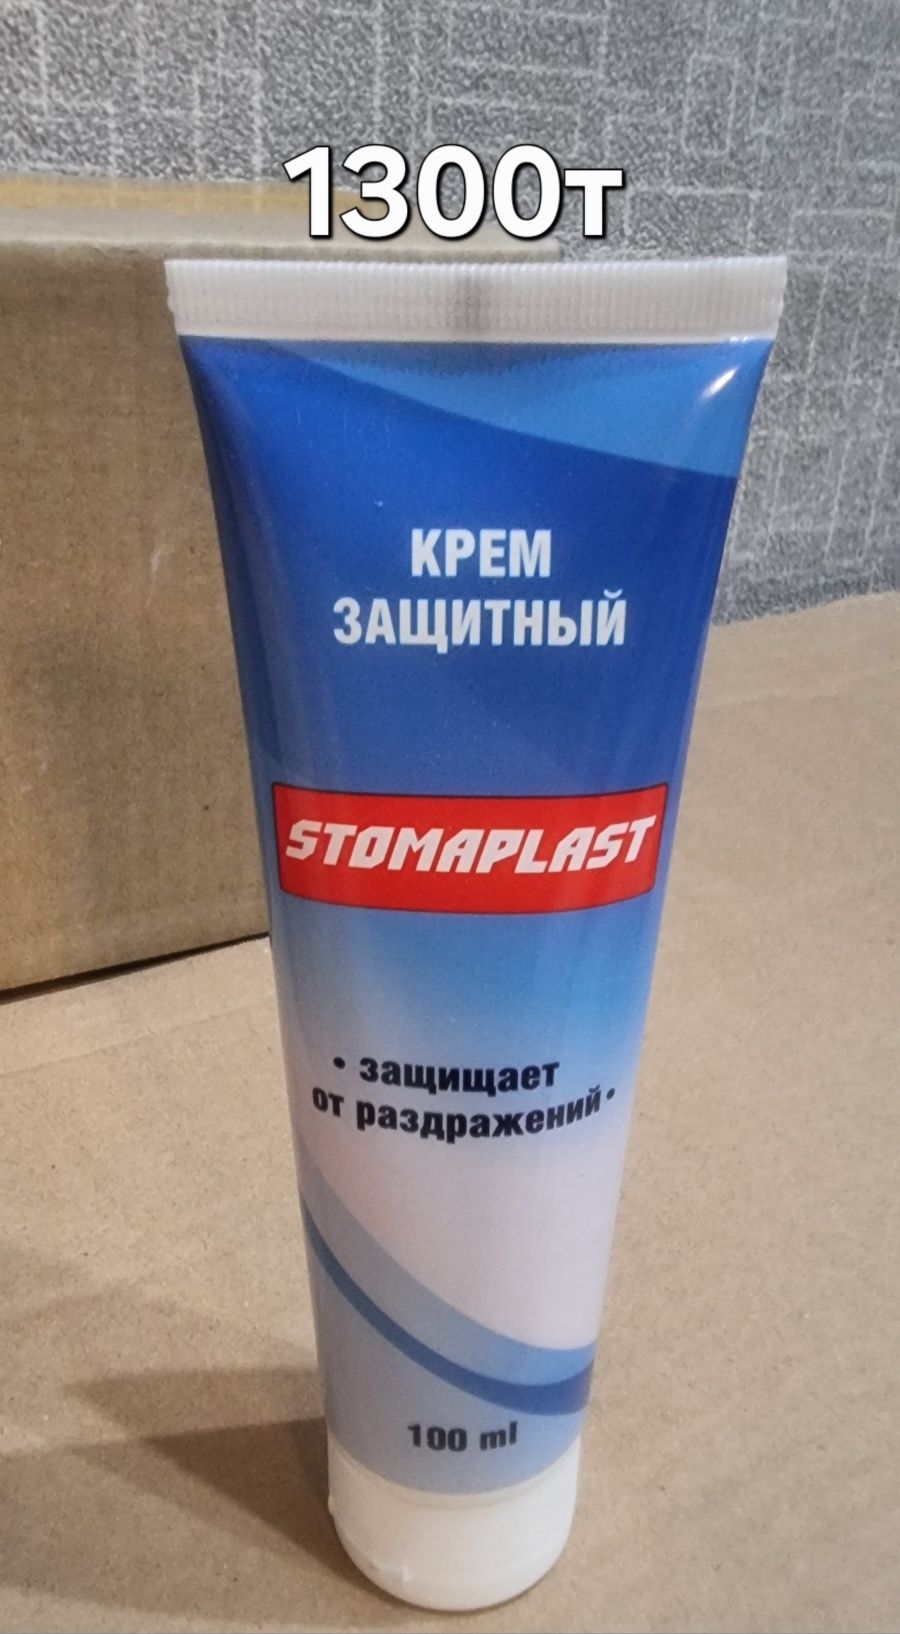 1300т
КРЕМ
ЗАЩИТНЫЙ
STOMAPLAST
• защищает
от раздражений •
100 ml